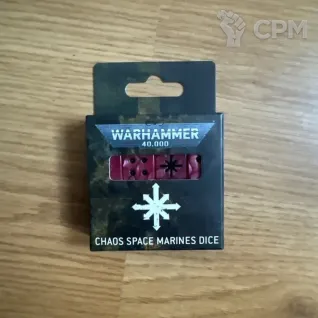 CPM
WARHAMMER
40,000
CHAOS SPACE MARINES DICE